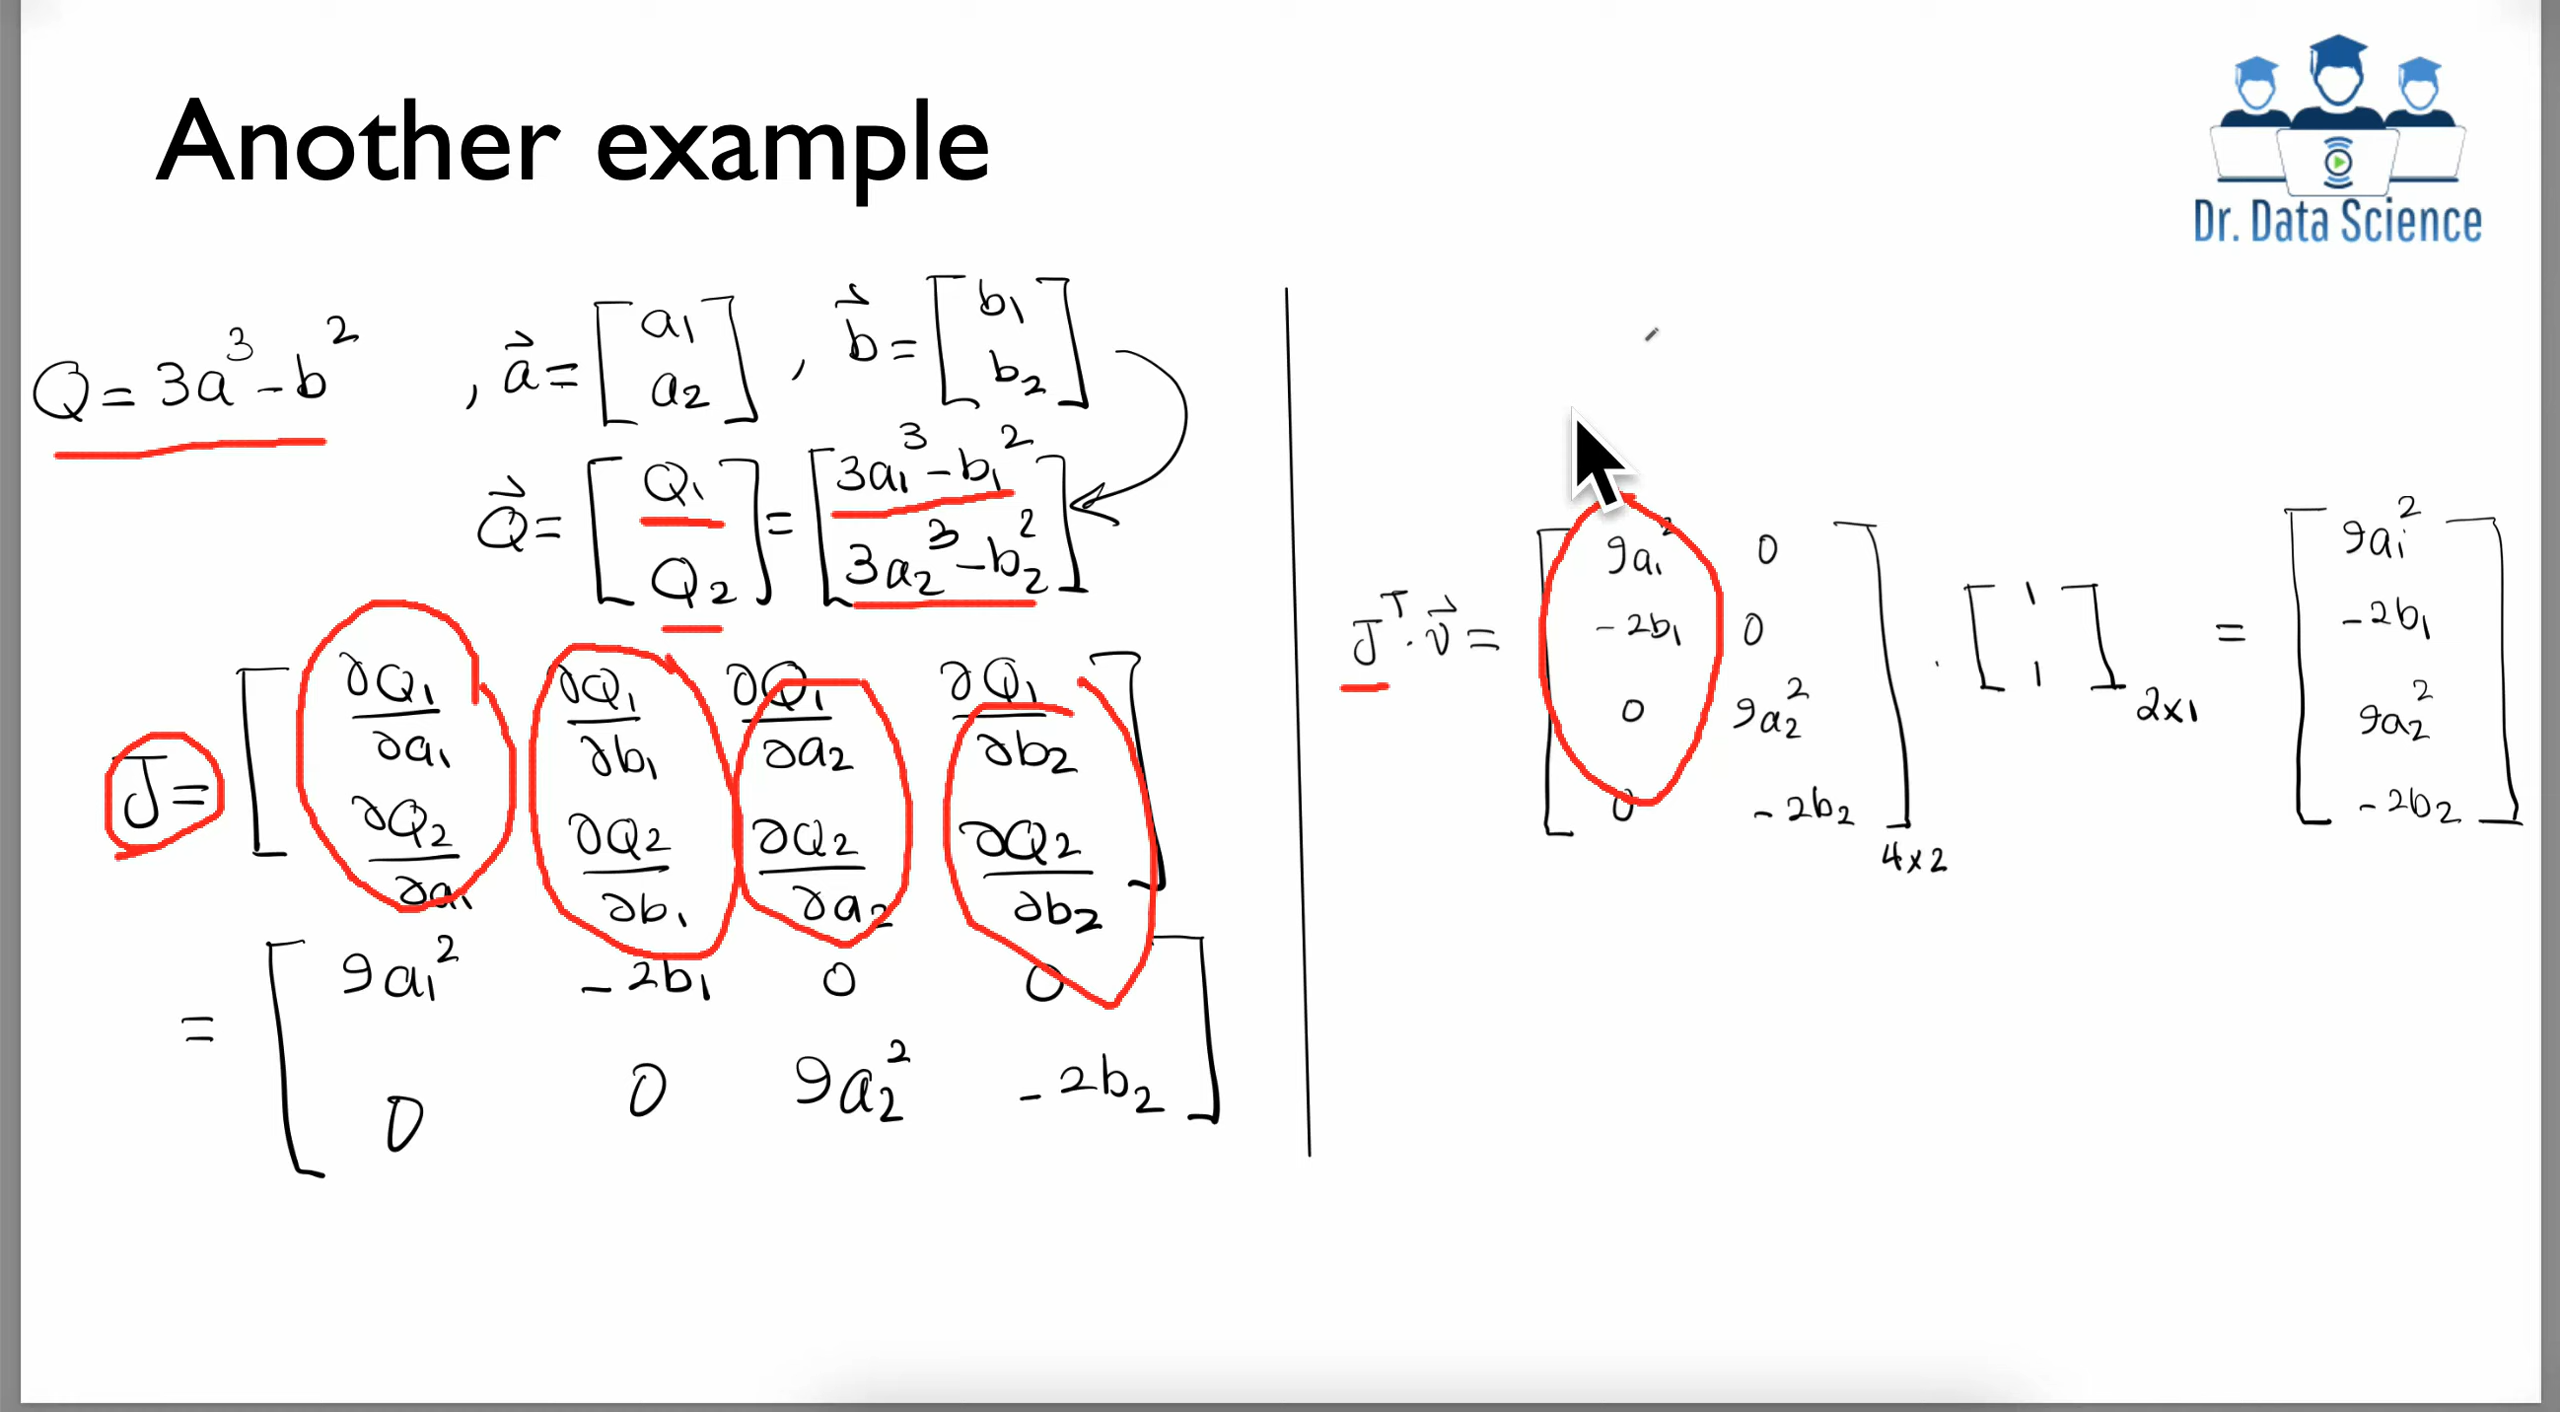 Another example
Dr. Data Science
Q = 3a³ - b² , a⃗ = [a₁ a₂] , b⃗ = [b₁ b₂]
Q⃗ = [Q₁ Q₂] = [3a₁³ - b₁² 3a₂³ - b₂²]
J = [∂Q₁/∂a₁ ∂Q₁/∂b₁ ∂Q₁/∂a₂ ∂Q₁/∂b₂
∂Q₂/∂a₁ ∂Q₂/∂b₁ ∂Q₂/∂a₂ ∂Q₂/∂b₂]
= [9a₁² -2b₁ 0 0
0 0 9a₂² -2b₂]
Jᵀ · v⃗ = [9a₁² 0
-2b₁ 0
0 9a₂²
0 -2b₂] 4x2
· [1 1] 2x1
= [9a₁²
-2b₁
9a₂²
-2b₂]